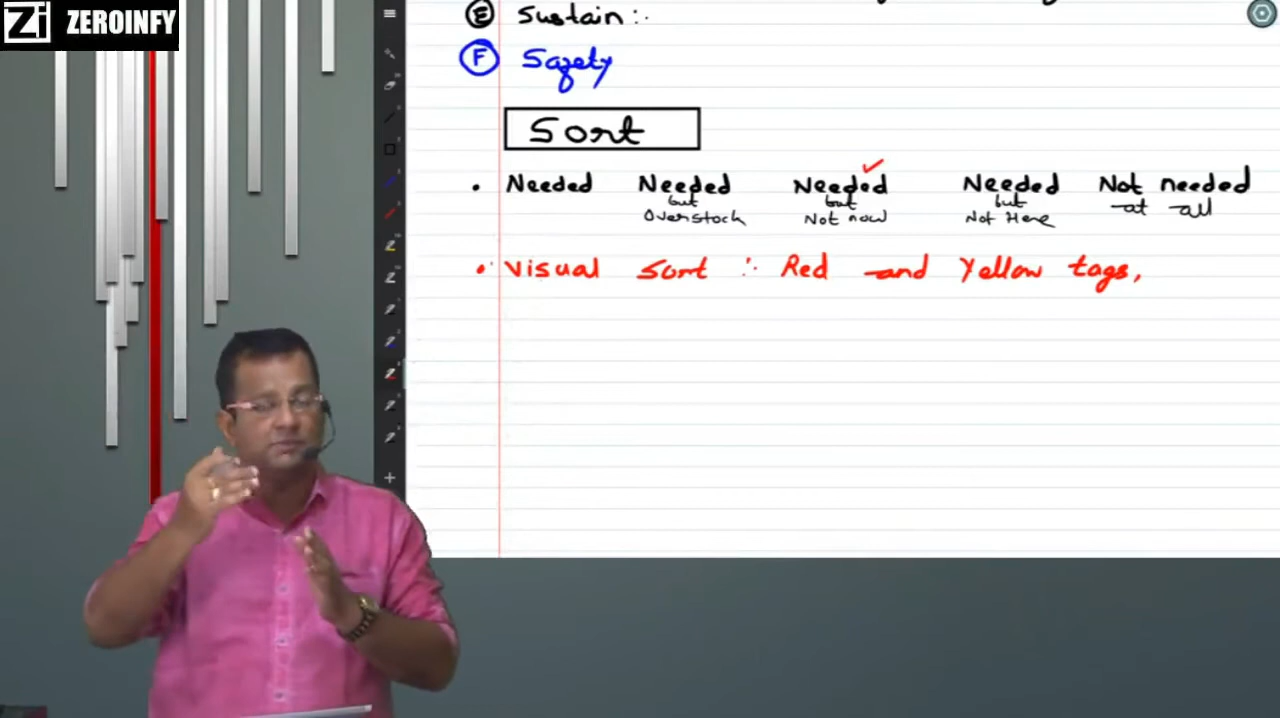 Zi ZEROINFY
E Sustain :.
F Safety
Sort
• Needed Needed Needed ✓ Needed Not needed
but but but at all
Overstock Not now Not Here
• Visual Sort :. Red and Yellow tags,